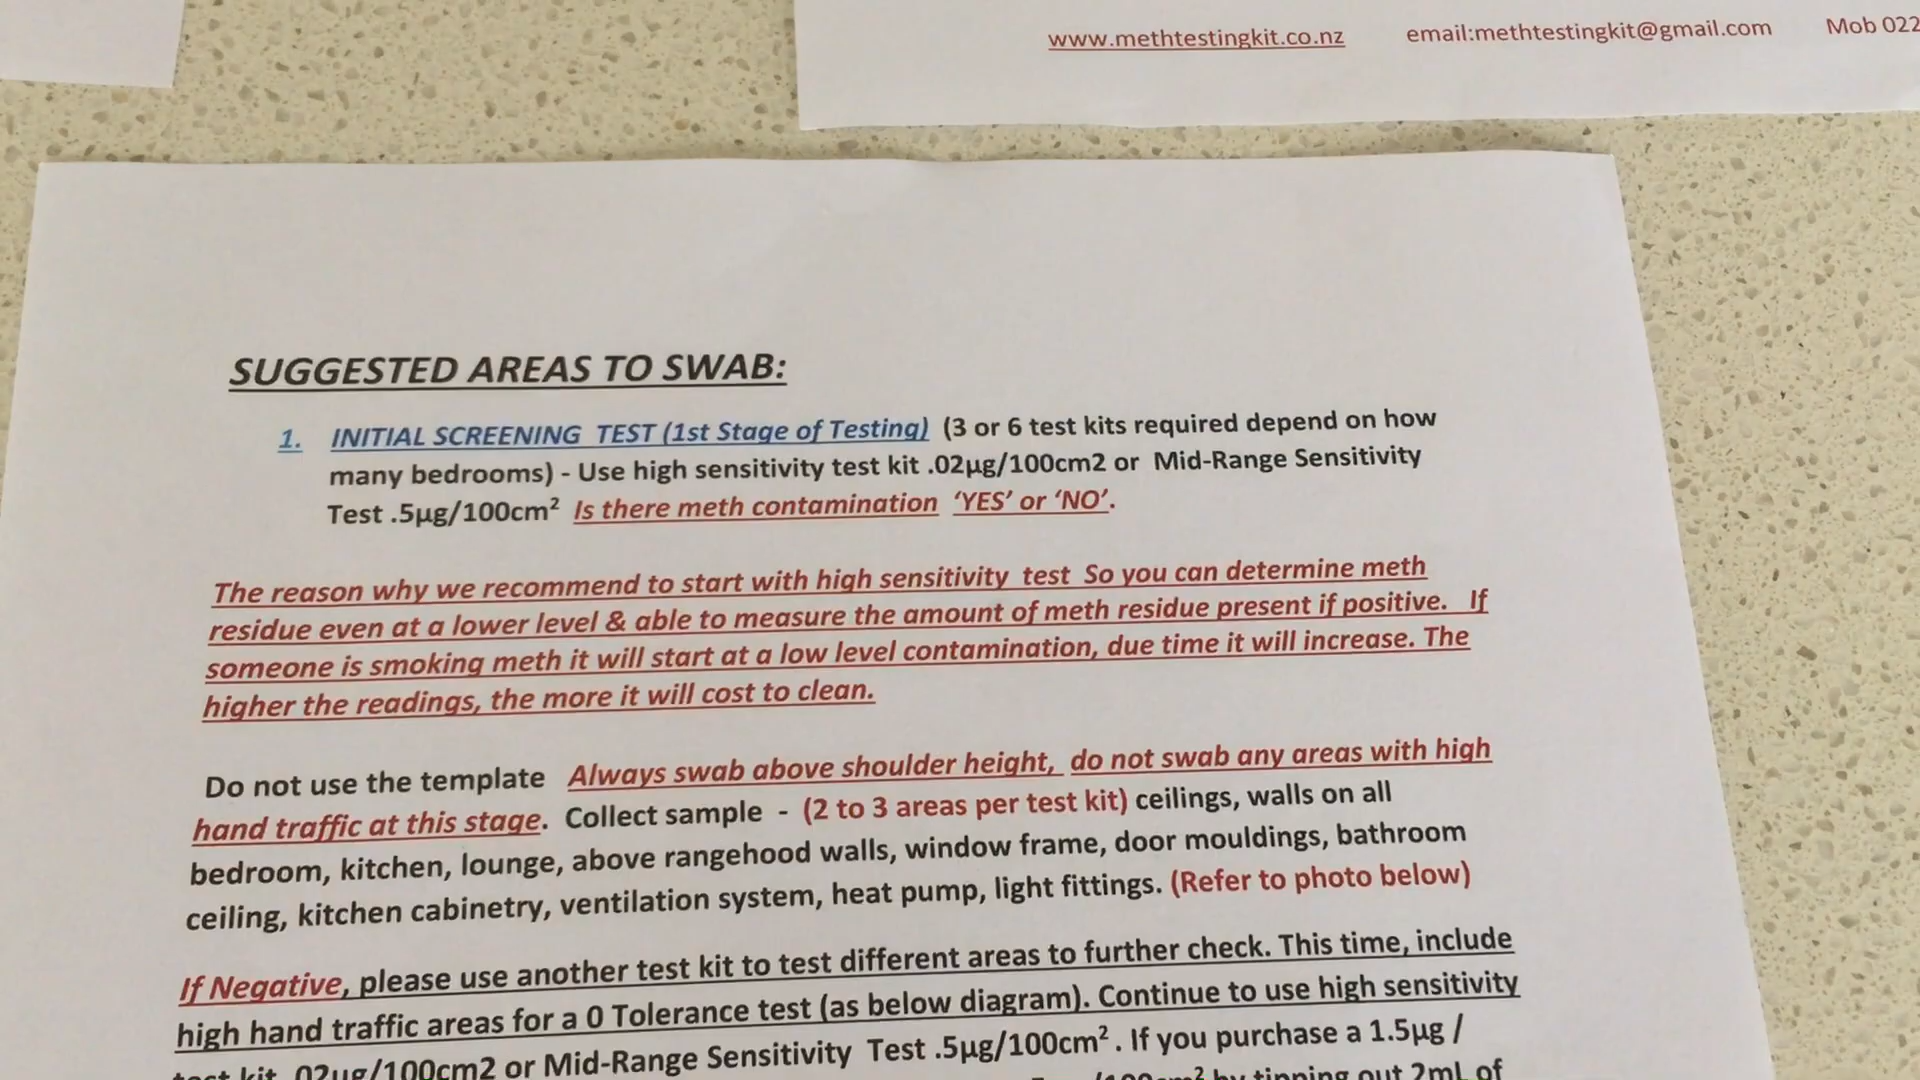 www.methtestingkit.co.nz email:methtestingkit@gmail.com Mob 022
SUGGESTED AREAS TO SWAB:
1. INITIAL SCREENING TEST (1st Stage of Testing) (3 or 6 test kits required depend on how
many bedrooms) - Use high sensitivity test kit .02µg/100cm2 or Mid-Range Sensitivity
Test .5µg/100cm² Is there meth contamination ‘YES’ or ‘NO’.
The reason why we recommend to start with high sensitivity test So you can determine meth
residue even at a lower level & able to measure the amount of meth residue present if positive. If
someone is smoking meth it will start at a low level contamination, due time it will increase. The
higher the readings, the more it will cost to clean.
Do not use the template Always swab above shoulder height, do not swab any areas with high
hand traffic at this stage. Collect sample - (2 to 3 areas per test kit) ceilings, walls on all
bedroom, kitchen, lounge, above rangehood walls, window frame, door mouldings, bathroom
ceiling, kitchen cabinetry, ventilation system, heat pump, light fittings. (Refer to photo below)
If Negative, please use another test kit to test different areas to further check. This time, include
high hand traffic areas for a 0 Tolerance test (as below diagram). Continue to use high sensitivity
test kit .02µg/100cm2 or Mid-Range Sensitivity Test .5µg/100cm². If you purchase a 1.5µg /
by tipping out 2mL of